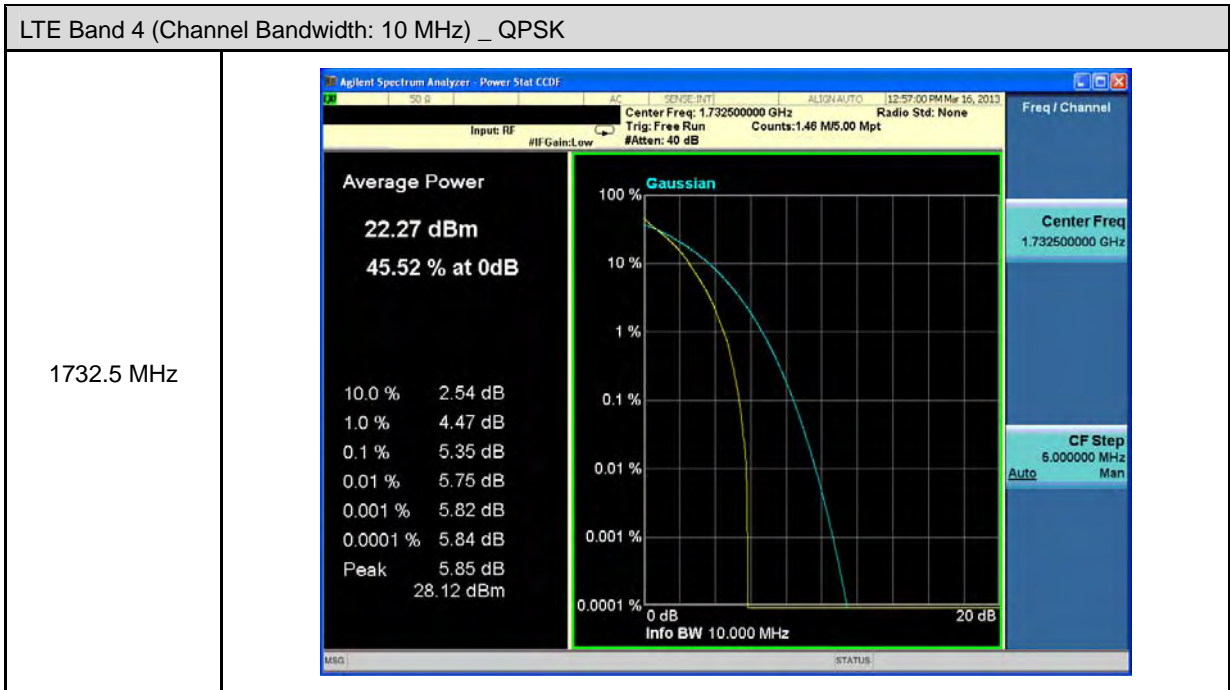 LTE Band 4 (Channel Bandwidth: 10 MHz) _ QPSK
1732.5 MHz
Agilent Spectrum Analyzer - Power Stat CCDF
50 Ω AC SENSE:INT ALIGN AUTO 12:57:00 PM Mar 16, 2013
Center Freq: 1.732500000 GHz Radio Std: None
Input: RF Trig: Free Run Counts:1.46 M/5.00 Mpt
#IFGain:Low #Atten: 40 dB
Freq / Channel
Average Power
22.27 dBm
45.52 % at 0dB
10.0 % 2.54 dB
1.0 % 4.47 dB
0.1 % 5.35 dB
0.01 % 5.75 dB
0.001 % 5.82 dB
0.0001 % 5.84 dB
Peak 5.85 dB
28.12 dBm
Gaussian
100 %
10 %
1 %
0.1 %
0.01 %
0.001 %
0.0001 %
0 dB 20 dB
Info BW 10.000 MHz
Center Freq
1.732500000 GHz
CF Step
5.000000 MHz
Auto Man
MSG STATUS